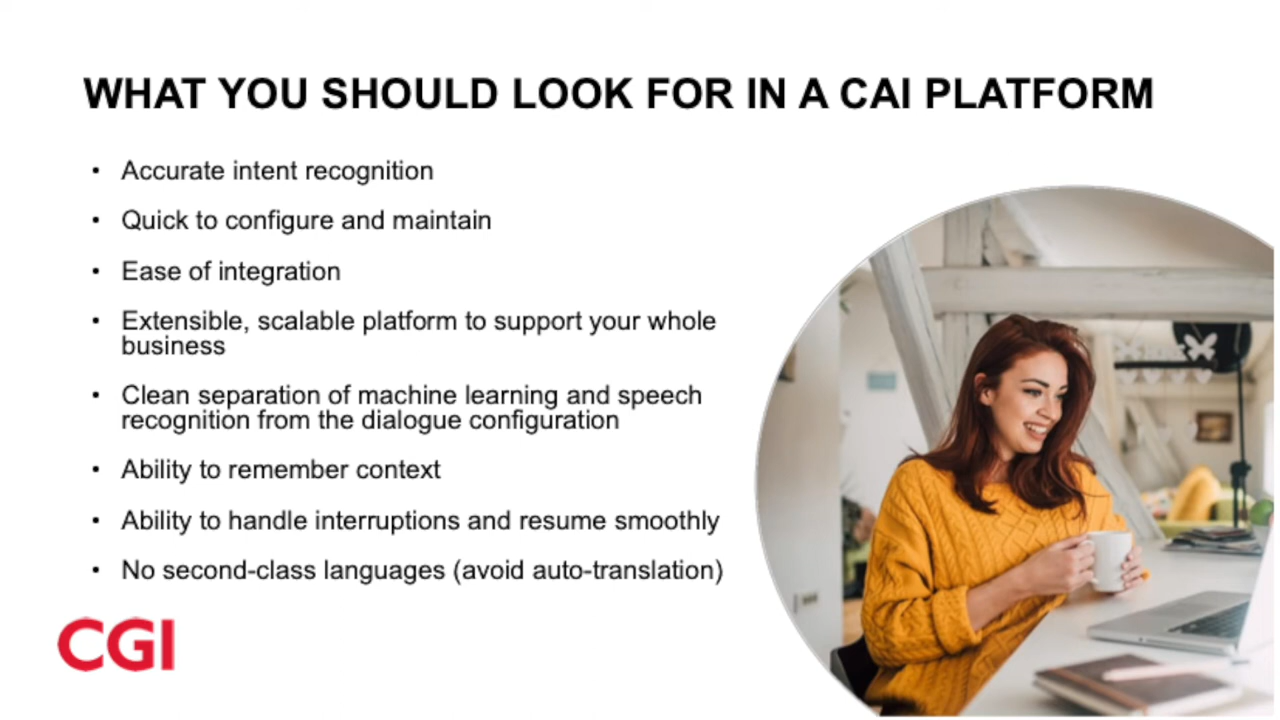 WHAT YOU SHOULD LOOK FOR IN A CAI PLATFORM
• Accurate intent recognition
• Quick to configure and maintain
• Ease of integration
• Extensible, scalable platform to support your whole
business
• Clean separation of machine learning and speech
recognition from the dialogue configuration
• Ability to remember context
• Ability to handle interruptions and resume smoothly
• No second-class languages (avoid auto-translation)
CGI